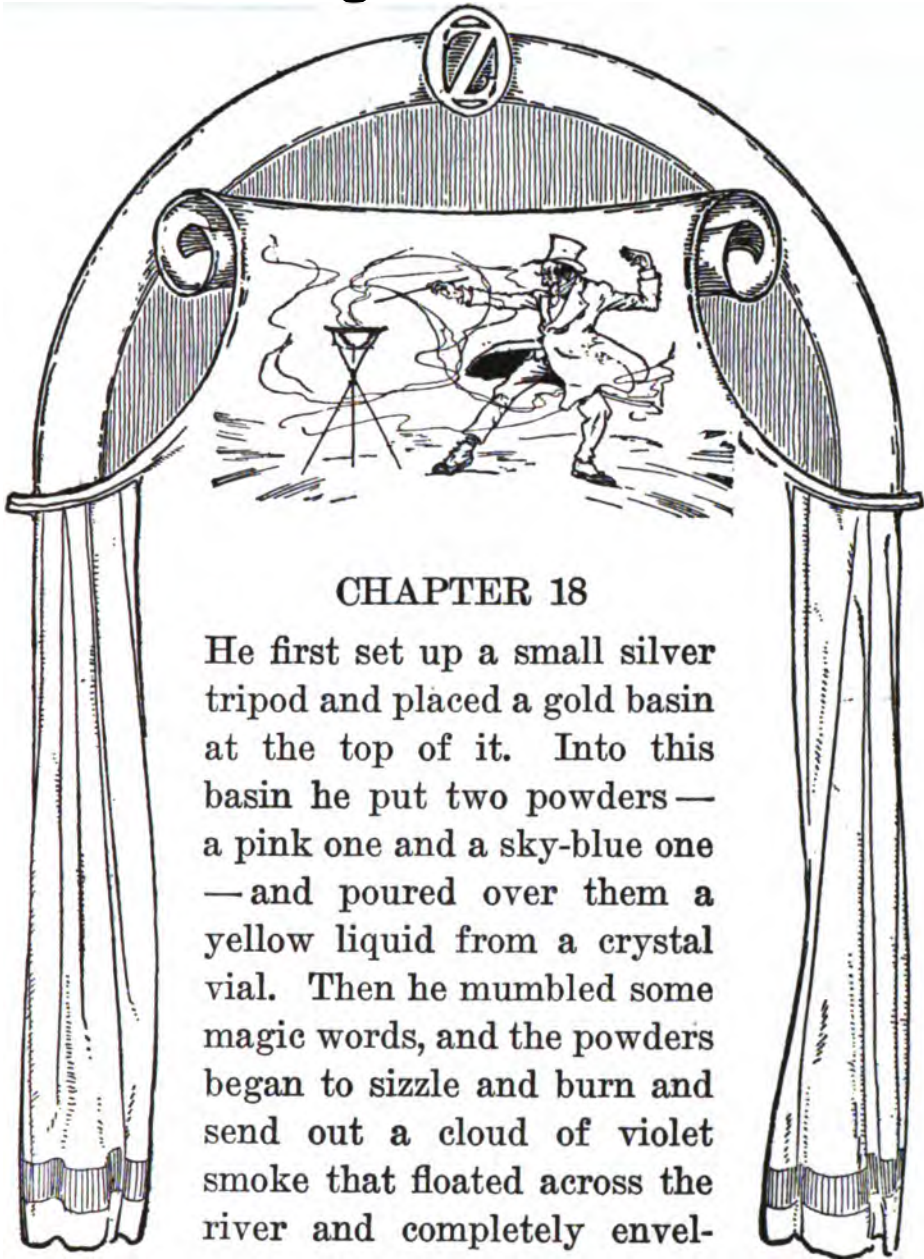 OZ
CHAPTER 18
He first set up a small silver
tripod and placed a gold basin
at the top of it. Into this
basin he put two powders —
a pink one and a sky-blue one
— and poured over them a
yellow liquid from a crystal
vial. Then he mumbled some
magic words, and the powders
began to sizzle and burn and
send out a cloud of violet
smoke that floated across the
river and completely envel-